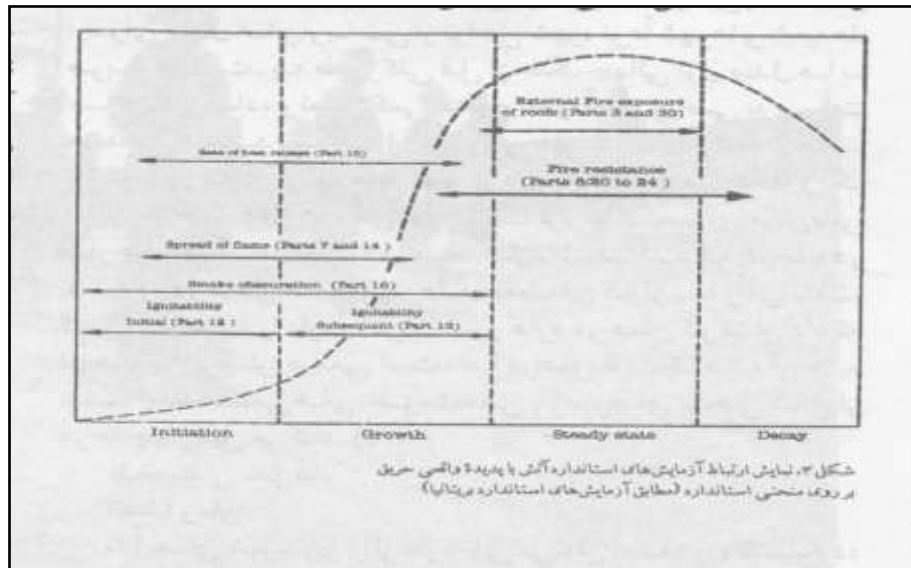 External Fire exposure
of roofs (Parts 3 and 20)
Rate of heat release (Part 15)
Fire resistance
(Parts 8/20 to 24 )
Spread of flame (Parts 7 and 14 )
Smoke obscuration (Part 16)
Ignitability
Initial (Part 12 )
Ignitability
Subsequent (Part 13)
Initiation
Growth
Steady state
Decay
شکل ۳. نمایش ارتباط آزمایش‌های استاندارد آتش با پدیدهٔ واقعی حریق
بر روی منحنی استاندارد (مطابق آزمایش‌های استاندارد بریتانیا)